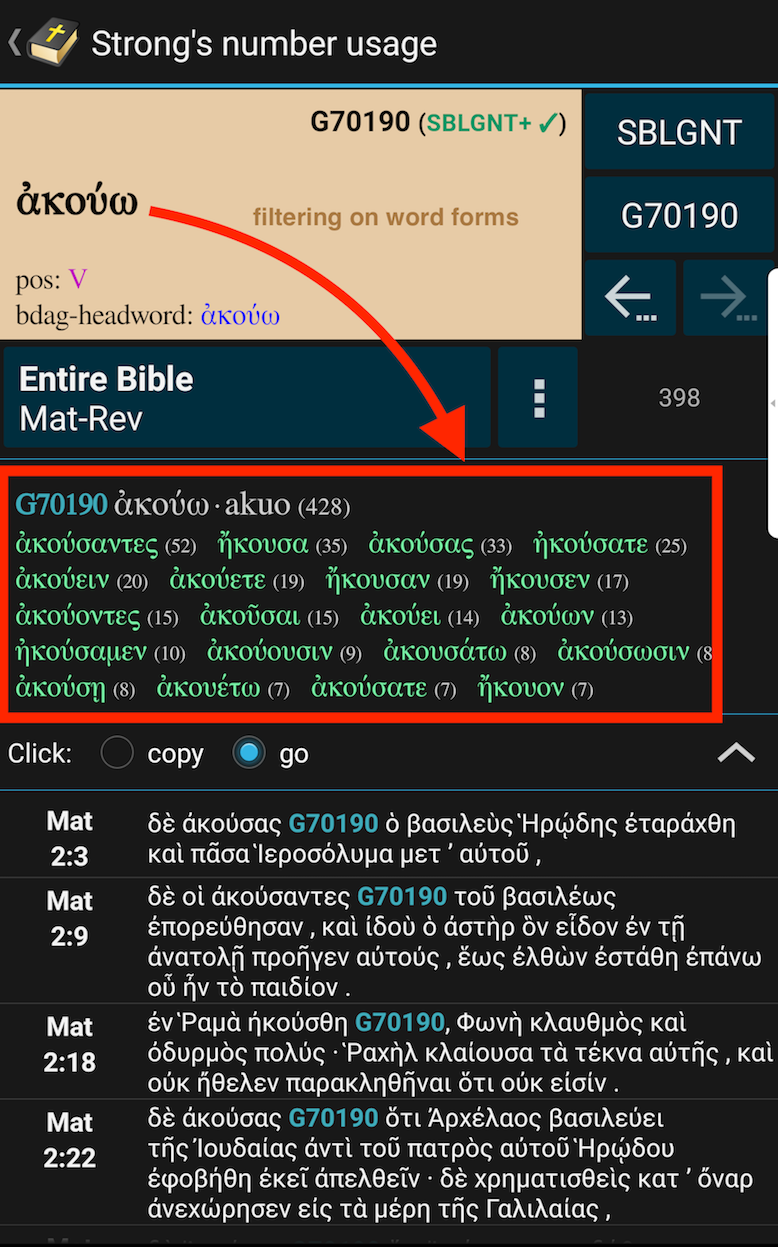 Strong's number usage
G70190 (SBLGNT+ ✓)
SBLGNT
ἀκούω
filtering on word forms
G70190
pos: V
bdag-headword: ἀκούω
Entire Bible
Mat-Rev
398
G70190 ἀκούω · akuo (428)
ἀκούσαντες (52) ἤκουσα (35) ἀκούσας (33) ἠκούσατε (25)
ἀκούειν (20) ἀκούετε (19) ἤκουσαν (19) ἤκουσεν (17)
ἀκούοντες (15) ἀκοῦσαι (15) ἀκούει (14) ἀκούων (13)
ἠκούσαμεν (10) ἀκούουσιν (9) ἀκουσάτω (8) ἀκούσωσιν (8
ἀκούσῃ (8) ἀκουέτω (7) ἀκούσατε (7) ἤκουον (7)
Click: copy go
Mat 2:3
δὲ ἀκούσας G70190 ὁ βασιλεὺς Ἡρῴδης ἐταράχθη
καὶ πᾶσα Ἱεροσόλυμα μετ ’ αὐτοῦ ,
Mat 2:9
δὲ οἱ ἀκούσαντες G70190 τοῦ βασιλέως
ἐπορεύθησαν , καὶ ἰδοὺ ὁ ἀστὴρ ὃν εἶδον ἐν τῇ
ἀνατολῇ προῆγεν αὐτούς , ἕως ἐλθὼν ἐστάθη ἐπάνω
οὗ ἦν τὸ παιδίον .
Mat 2:18
ἐν Ῥαμὰ ἠκούσθη G70190, Φωνὴ κλαυθμὸς καὶ
ὀδυρμὸς πολύς · Ῥαχὴλ κλαίουσα τὰ τέκνα αὐτῆς , καὶ
οὐκ ἤθελεν παρακληθῆναι ὅτι οὐκ εἰσίν .
Mat 2:22
δὲ ἀκούσας G70190 ὅτι Ἀρχέλαος βασιλεύει
τῆς Ἰουδαίας ἀντὶ τοῦ πατρὸς αὐτοῦ Ἡρῴδου
ἐφοβήθη ἐκεῖ ἀπελθεῖν · δὲ χρηματισθεὶς κατ ’ ὄναρ
ἀνεχώρησεν εἰς τὰ μέρη τῆς Γαλιλαίας ,